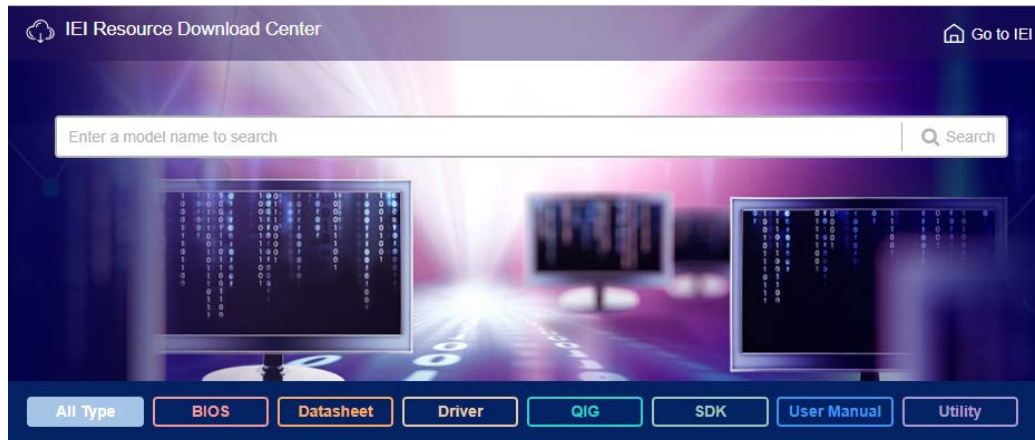 IEI Resource Download Center
Go to IEI
Enter a model name to search
Search
All Type
BIOS
Datasheet
Driver
QIG
SDK
User Manual
Utility